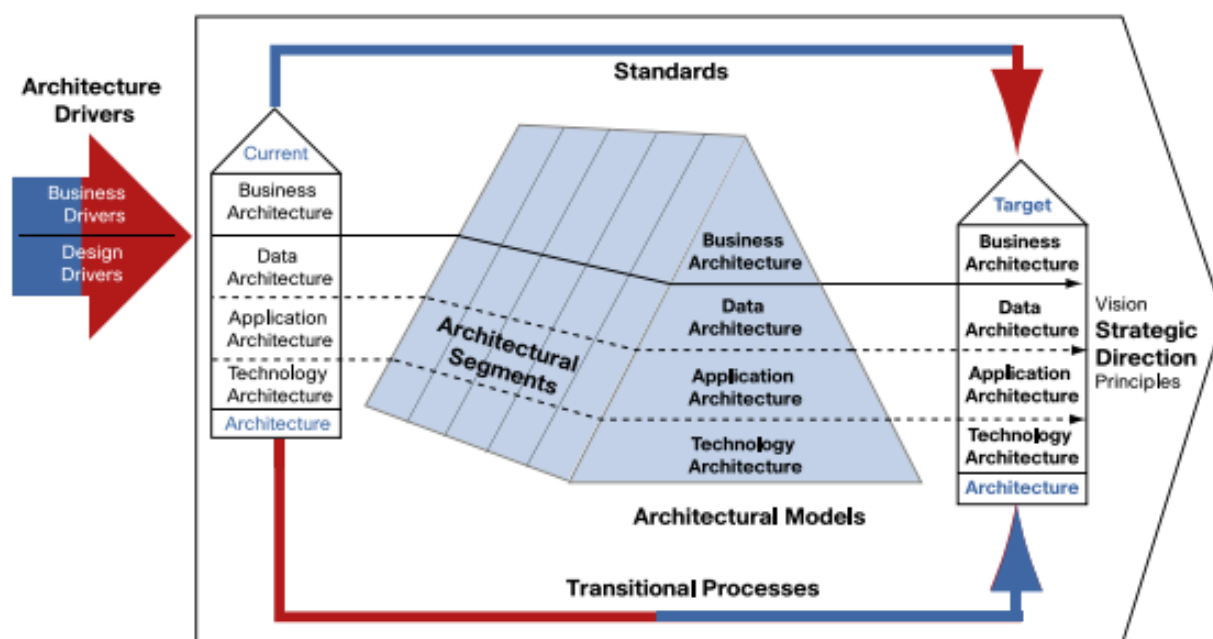 Architecture
Drivers
Business
Drivers
Design
Drivers
Standards
Current
Business
Architecture
Data
Architecture
Application
Architecture
Technology
Architecture
Architecture
Architectural
Segments
Business
Architecture
Data
Architecture
Application
Architecture
Technology
Architecture
Architectural Models
Transitional Processes
Target
Business
Architecture
Data
Architecture
Application
Architecture
Technology
Architecture
Architecture
Vision
Strategic
Direction
Principles